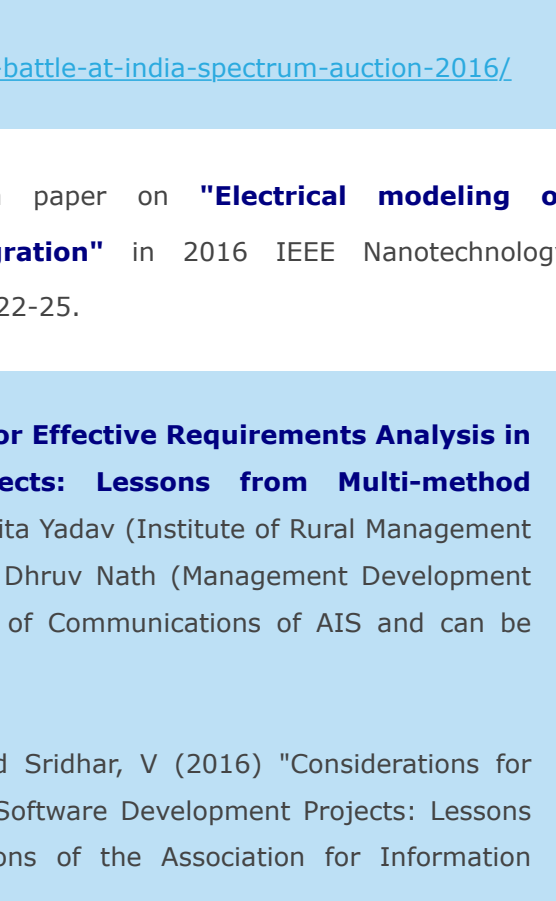 -battle-at-india-spectrum-auction-2016/
paper on "Electrical modeling o
gration" in 2016 IEEE Nanotechnology
22-25.
or Effective Requirements Analysis in
ects: Lessons from Multi-method
ita Yadav (Institute of Rural Management
Dhruv Nath (Management Development
of Communications of AIS and can be
d Sridhar, V (2016) "Considerations for
Software Development Projects: Lessons
ons of the Association for Information